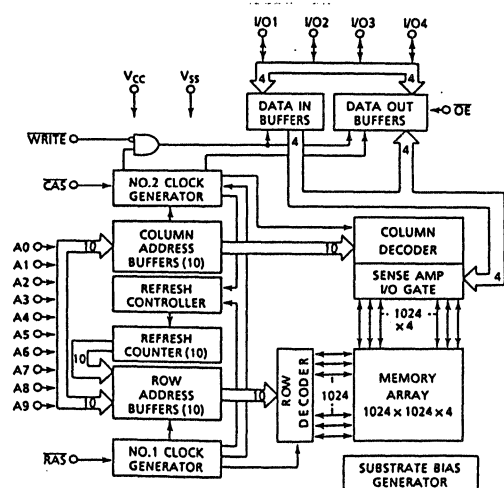 I/O1 I/O2 I/O3 I/O4
VCC VSS
4 4
DATA IN BUFFERS
DATA OUT BUFFERS
OE
WRITE
4
4
CAS
NO.2 CLOCK GENERATOR
A0
A1
A2
A3
A4
A5
A6
A7
A8
A9
10
COLUMN ADDRESS BUFFERS (10)
10
COLUMN DECODER
SENSE AMP I/O GATE
4
REFRESH CONTROLLER
1024 × 4
REFRESH COUNTER (10)
10
ROW ADDRESS BUFFERS (10)
10
10
ROW DECODER
1024
MEMORY ARRAY
1024 × 1024 × 4
RAS
NO.1 CLOCK GENERATOR
SUBSTRATE BIAS GENERATOR